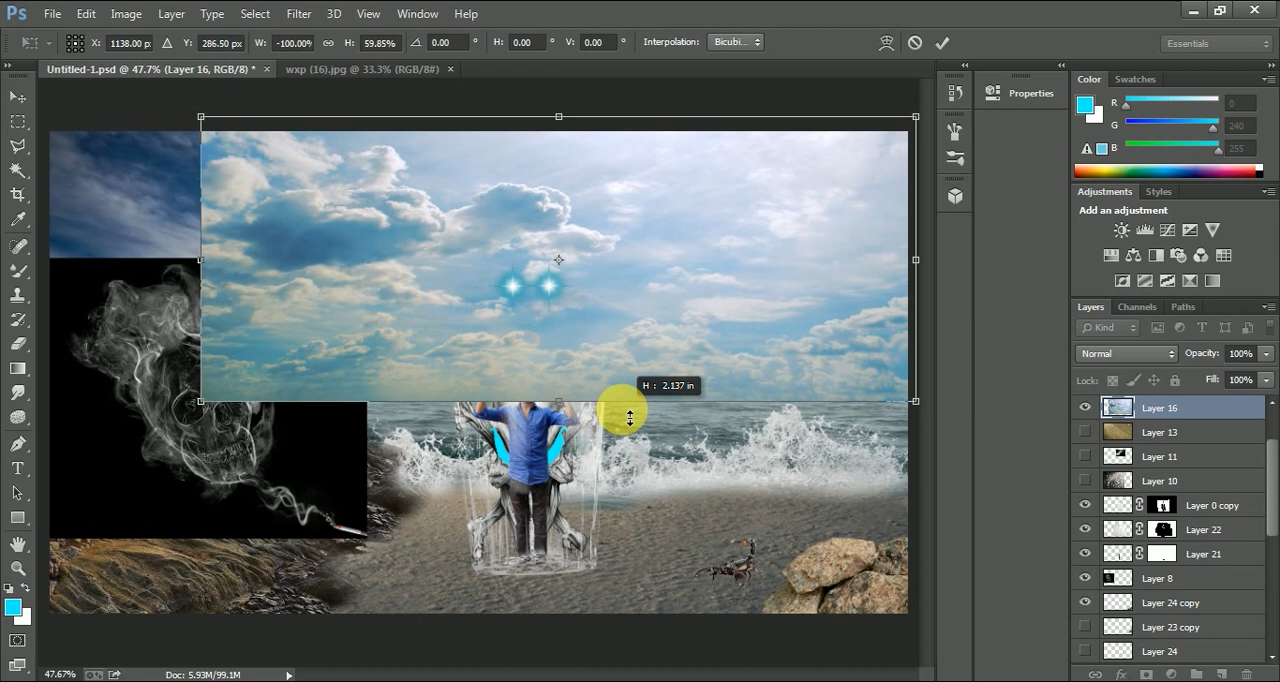 Ps File Edit Image Layer Type Select Filter 3D View Window Help
X: 1138.00 p: Y: 286.50 px W: -100.00% H: 59.85% 0.00 ° H: 0.00 ° V: 0.00 ° Interpolation: Bicubi... Essentials
Untitled-1.psd @ 47.7% (Layer 16, RGB/8) * × wxp (16).jpg @ 33.3% (RGB/8#) ×
Properties
Color Swatches
R 0
G 240
B 255
Adjustments Styles
Add an adjustment
Layers Channels Paths
Kind
Normal Opacity: 100%
Lock: Fill: 100%
H : 2.137 in
Layer 16
Layer 13
Layer 11
Layer 10
Layer 0 copy
Layer 22
Layer 21
Layer 8
Layer 24 copy
Layer 23 copy
Layer 24
47.67% Doc: 5.93M/99.1M